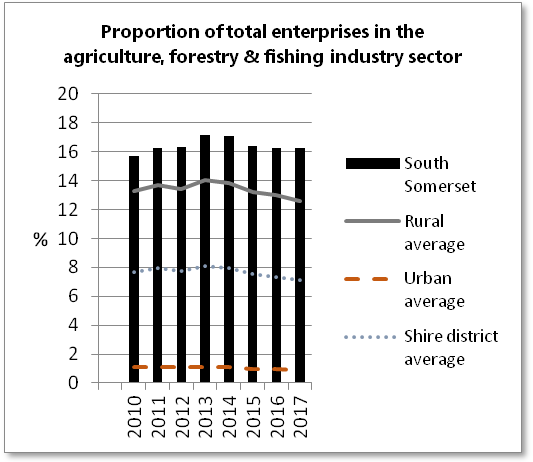 Proportion of total enterprises in the
agriculture, forestry & fishing industry sector
20
18
16
14
12
10
8
6
4
2
0
%
2010
2011
2012
2013
2014
2015
2016
2017
South
Somerset
Rural
average
Urban
average
Shire district
average